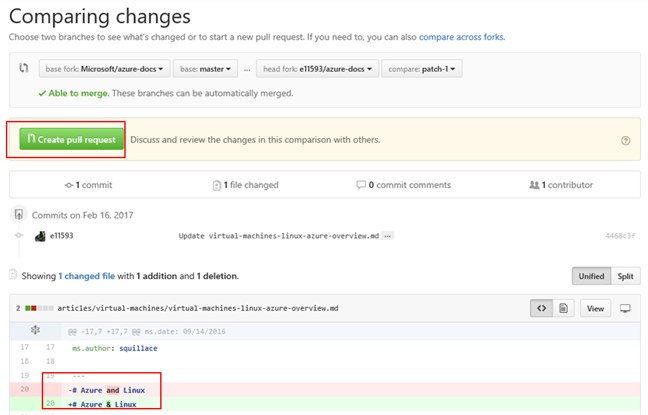 Comparing changes
Choose two branches to see what's changed or to start a new pull request. If you need to, you can also compare across forks.
base fork: Microsoft/azure-docs base: master ... head fork: e11593/azure-docs compare: patch-1
✓ Able to merge. These branches can be automatically merged.
Create pull request Discuss and review the changes in this comparison with others.
1 commit 1 file changed 0 commit comments 1 contributor
Commits on Feb 16, 2017
e11593 Update virtual-machines-linux-azure-overview.md ... 4468c3f
Showing 1 changed file with 1 addition and 1 deletion. Unified Split
2 articles/virtual-machines/virtual-machines-linux-azure-overview.md <> View
@@ -17,7 +17,7 @@ ms.date: 09/14/2016
17 17 ms.author: squillace
18 18
19 19 ---
20 -# Azure and Linux
20 +# Azure & Linux